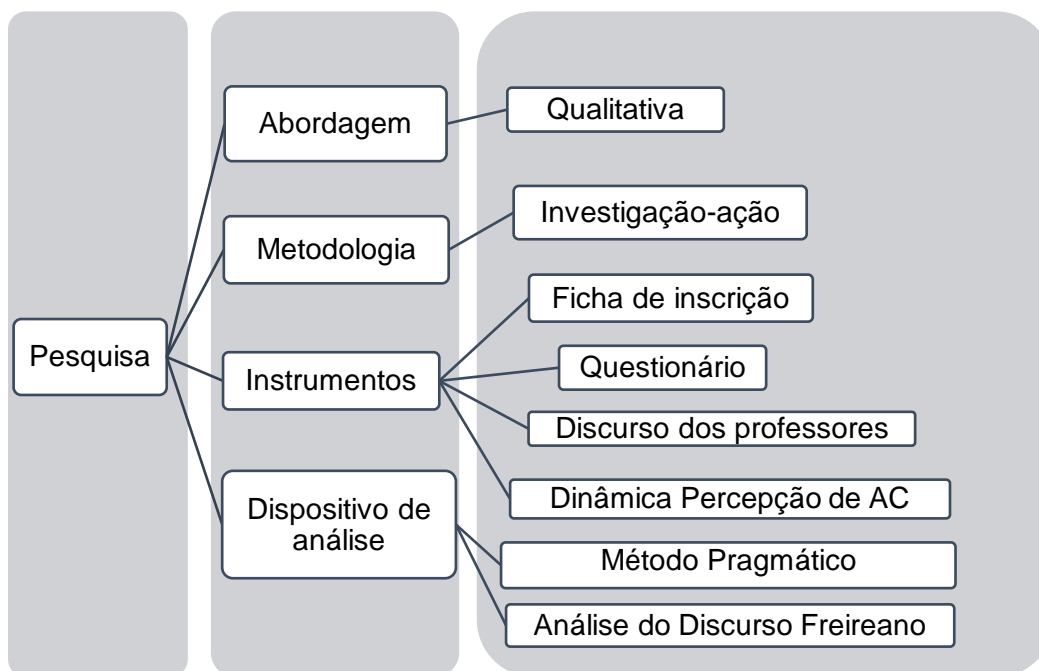 Pesquisa
Abordagem
Metodologia
Instrumentos
Dispositivo de
análise
Qualitativa
Investigação-ação
Ficha de inscrição
Questionário
Discurso dos professores
Dinâmica Percepção de AC
Método Pragmático
Análise do Discurso Freireano